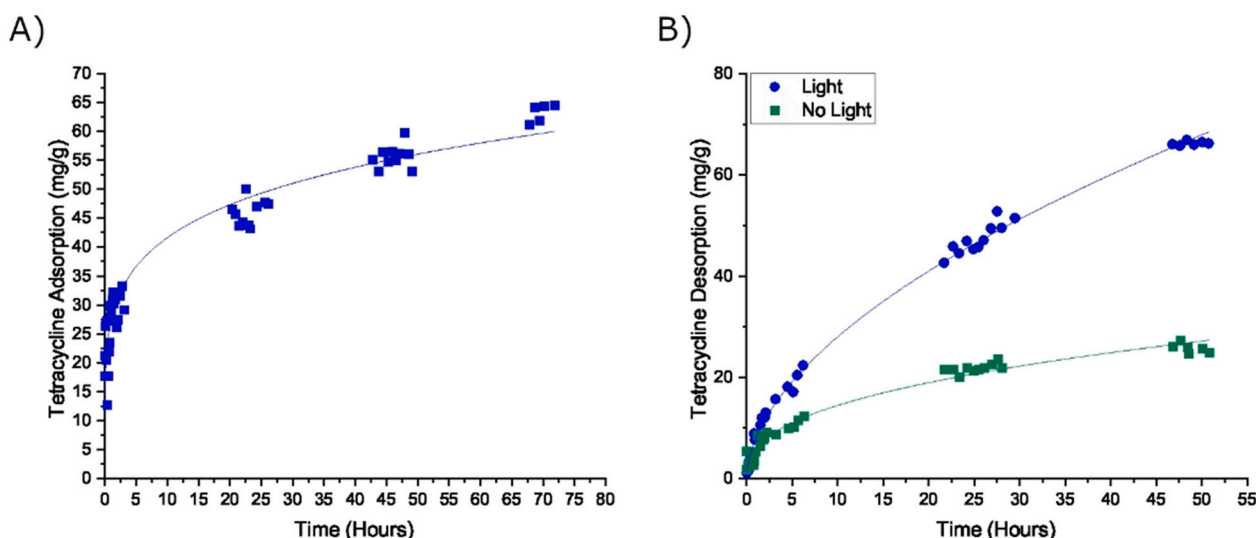 A)
Tetracycline Adsorption (mg/g)
70
65
60
55
50
45
40
35
30
25
20
15
10
5
0
0 5 10 15 20 25 30 35 40 45 50 55 60 65 70 75 80
Time (Hours)
B)
Tetracycline Desorption (mg/g)
Light
No Light
80
60
40
20
0
0 5 10 15 20 25 30 35 40 45 50 55
Time (Hours)